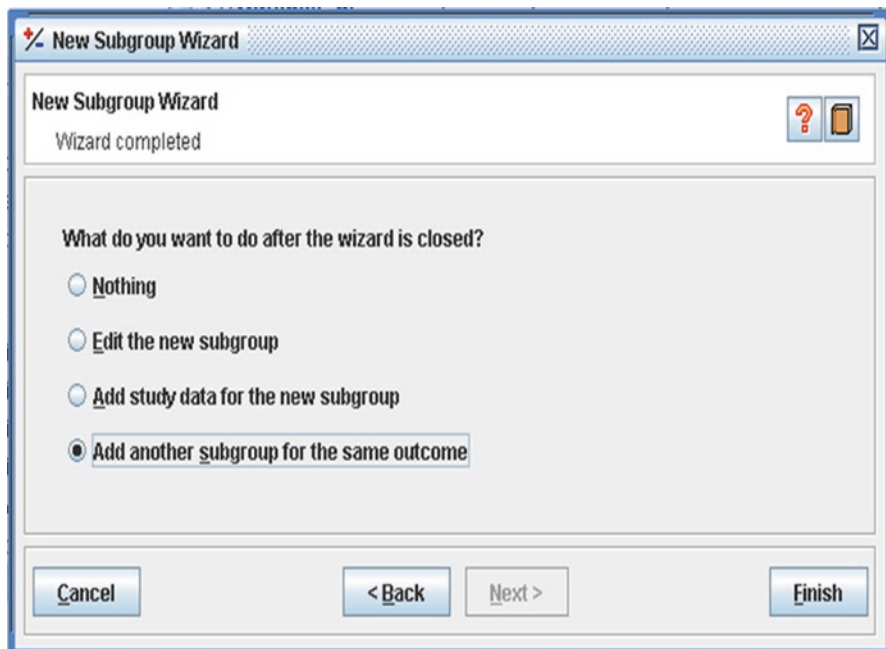 New Subgroup Wizard
New Subgroup Wizard
Wizard completed
?
What do you want to do after the wizard is closed?
Nothing
Edit the new subgroup
Add study data for the new subgroup
Add another subgroup for the same outcome
Cancel < Back Next > Finish